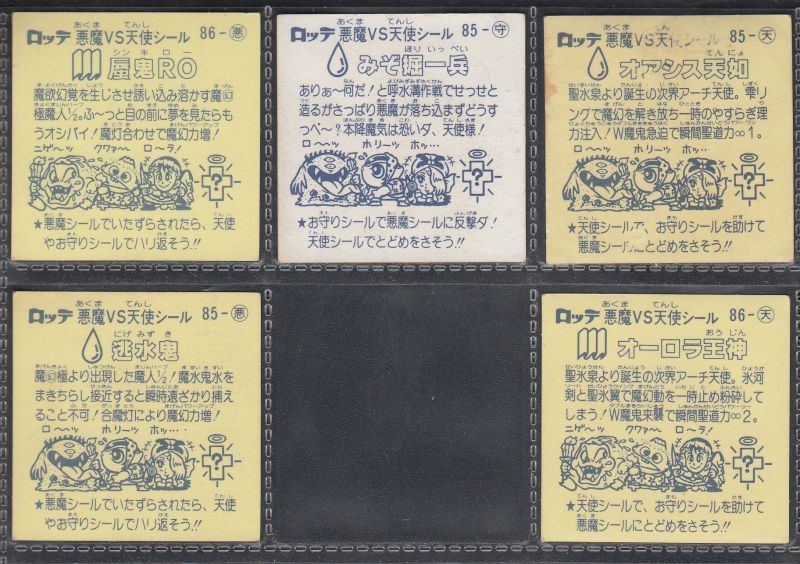 ロッテ 悪魔VS天使シール 86-悪
蜃鬼RO
魔欲幻覚を生じさせ誘い込み溶かす魔幻
極魔人½。ふ〜っと目の前に夢を見たらも
うオシバイ!魔灯合わせで魔幻力増!
ニゲ〜ッ クワァ〜 ロ〜ラ!
★悪魔シールでいたずらされたら、天使
やお守りシールでハリ返そう!!
ロッテ 悪魔VS天使シール 85-守
みぞ堀一兵
ありぁ〜何だ!と呼水溝作戦でせっせと
造るがさっぱり悪魔が落ち込まずどうす
っぺ〜?本降魔気は恐いダ、天使様!
ロ〜ッ ホリーッ ホッ…
★お守りシールで悪魔シールに反撃ダ!
天使シールでとどめをさそう!!
ロッテ 悪魔VS天使シール 85-天
オアシス天如
聖水泉より誕生の次界アーチ天使。雫リ
ングで魔幻を解き放ち一時のやすらぎ理
力注入!W魔鬼急迫で瞬間聖道力∞1。
ロ〜ッ ホリーッ ホッ…
★天使シールで、お守りシールを助けて
悪魔シールにとどめをさそう!!
ロッテ 悪魔VS天使シール 85-悪
逃水鬼
魔幻極より出現した魔人½!魔水鬼水を
まきちらし接近すると瞬時遠ざかり捕え
ること不可!合魔灯により魔幻力増!
ロ〜ッ ホリーッ ホッ…
★悪魔シールでいたずらされたら、天使
やお守りシールでハリ返そう!!
ロッテ 悪魔VS天使シール 86-天
オーロラ王神
聖氷泉より誕生の次界アーチ天使。氷河
剣と聖氷翼で魔幻動を一時止め粉砕して
しまう!W魔鬼来襲で瞬間聖道力∞2。
ニゲ〜ッ クワァ〜 ロ〜ラ!
★天使シールで、お守りシールを助けて
悪魔シールにとどめをさそう!!